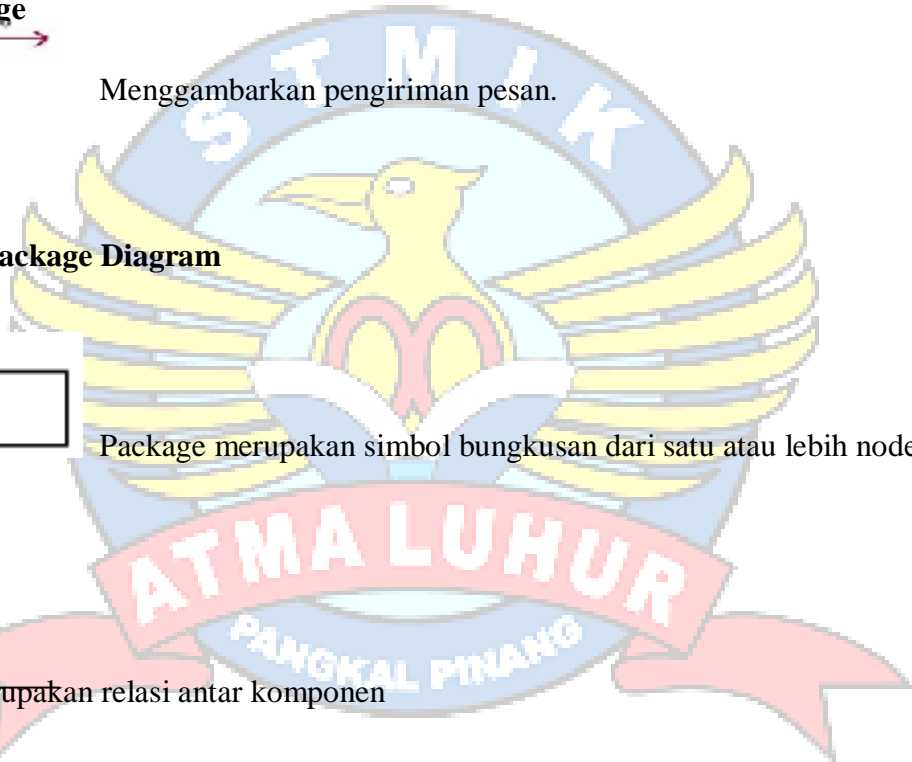 ge
Menggambarkan pengiriman pesan.
ackage Diagram
Package merupakan simbol bungkusan dari satu atau lebih node
rupakan relasi antar komponen
STMIK
ATMA LUHUR
PANGKAL PINANG